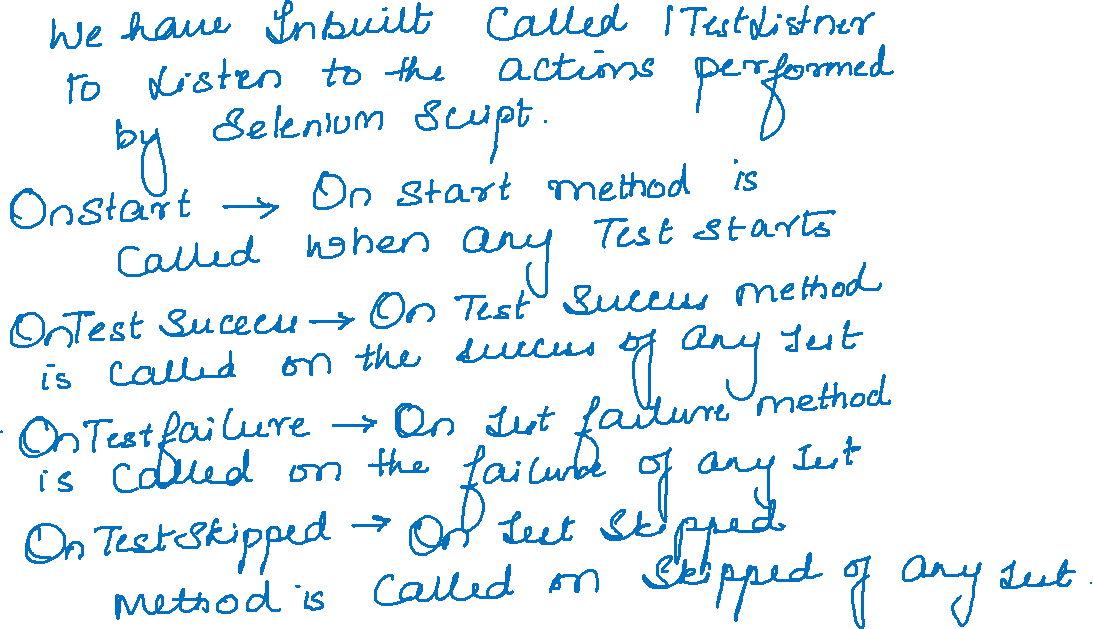 We have Inbuilt Called ITestListner
To Listen to the actions performed
by Selenium Script.
OnStart → On Start method is
Called when any Test starts
OnTest Success → On Test Success method
is called on the success of any Test
OnTestfailure → On Test failure method
is called on the failure of any Test
On TestSkipped → On Test Skipped
Method is Called on Skipped of any Test.